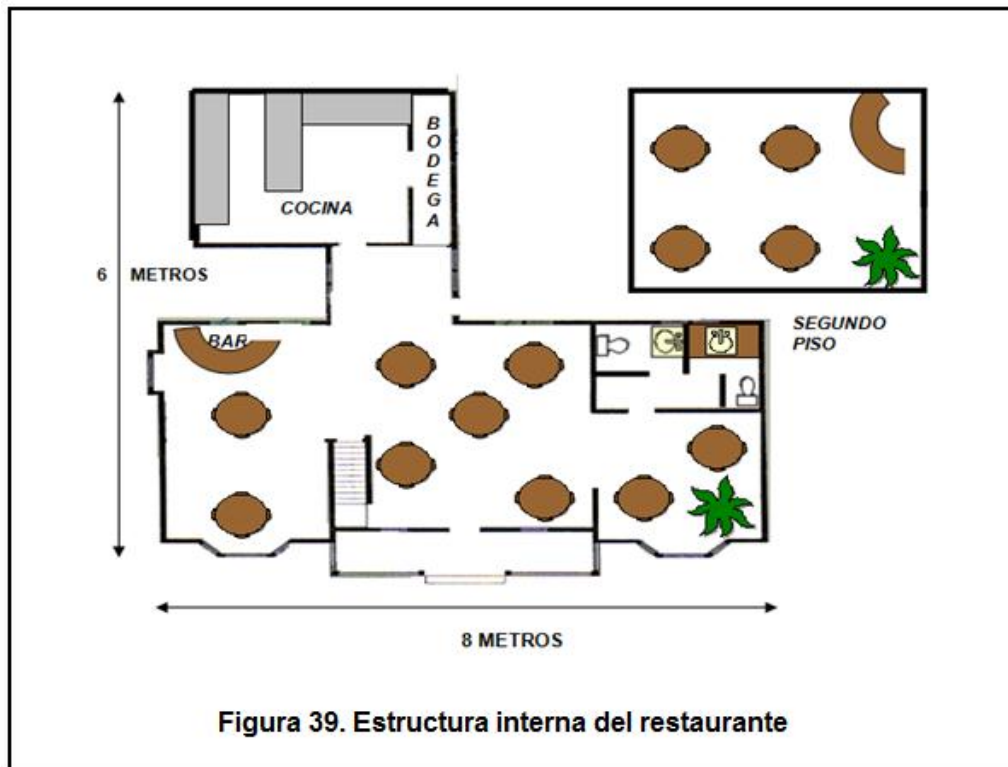 BODEGA
COCINA
6 METROS
SEGUNDO
PISO
BAR
8 METROS
Figura 39. Estructura interna del restaurante